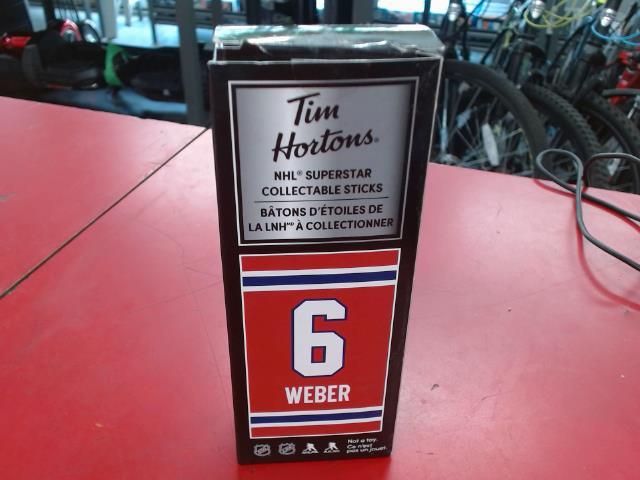 Tim
Hortons®
NHL® SUPERSTAR
COLLECTABLE STICKS
BÂTONS D'ÉTOILES DE
LA LNHᴹᴰ À COLLECTIONNER
6
WEBER
Not a toy.
Ce n'est
pas un jouet.